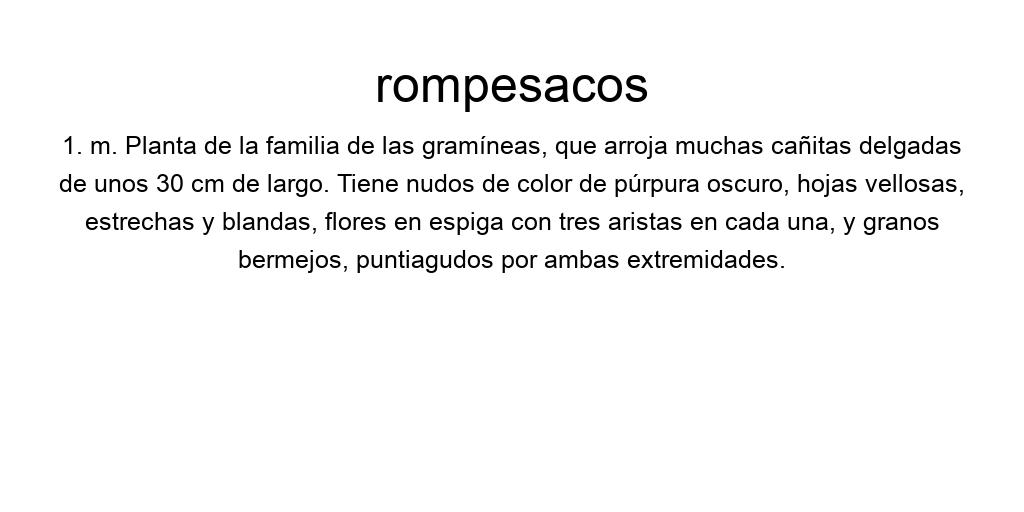 rompesacos
1. m. Planta de la familia de las gramíneas, que arroja muchas cañitas delgadas
de unos 30 cm de largo. Tiene nudos de color de púrpura oscuro, hojas vellosas,
estrechas y blandas, flores en espiga con tres aristas en cada una, y granos
bermejos, puntiagudos por ambas extremidades.